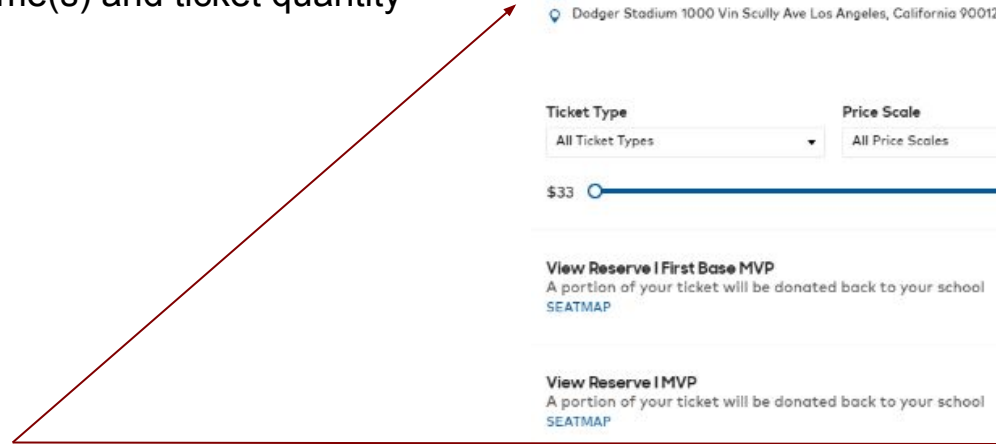 and ticket quantity
Dodger Stadium 1000 Vin Scully Ave Los Angeles, California 90012
Ticket Type
Price Scale
All Ticket Types
All Price Scales
$33
View Reserve | First Base MVP
A portion of your ticket will be donated back to your school
SEATMAP
View Reserve | MVP
A portion of your ticket will be donated back to your school
SEATMAP